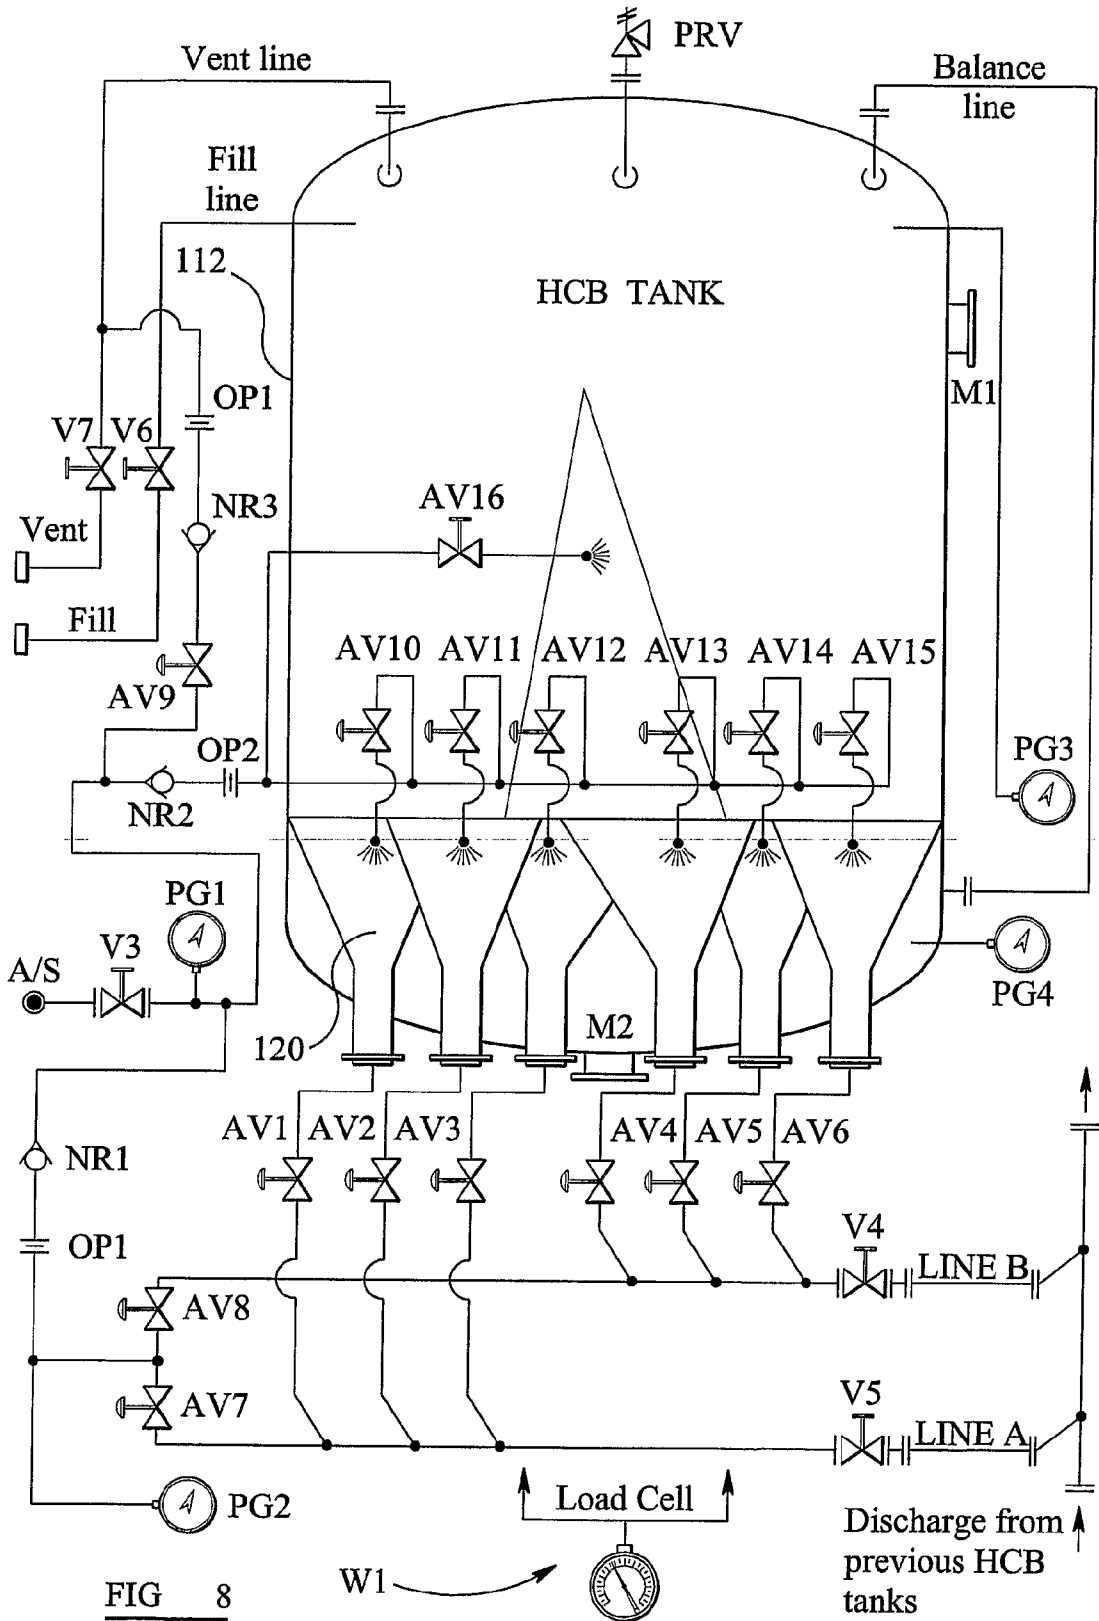 Vent line
PRV
Balance
line
Fill
line
112
HCB TANK
M1
OP1
V7
V6
NR3
AV16
Vent
Fill
AV10
AV11
AV12
AV13
AV14
AV15
AV9
OP2
PG3
NR2
PG1
V3
A/S
PG4
120
M2
AV1
AV2
AV3
AV4
AV5
AV6
NR1
OP1
V4
LINE B
AV8
AV7
V5
LINE A
PG2
Load Cell
Discharge from
previous HCB
tanks
W1
FIG 8